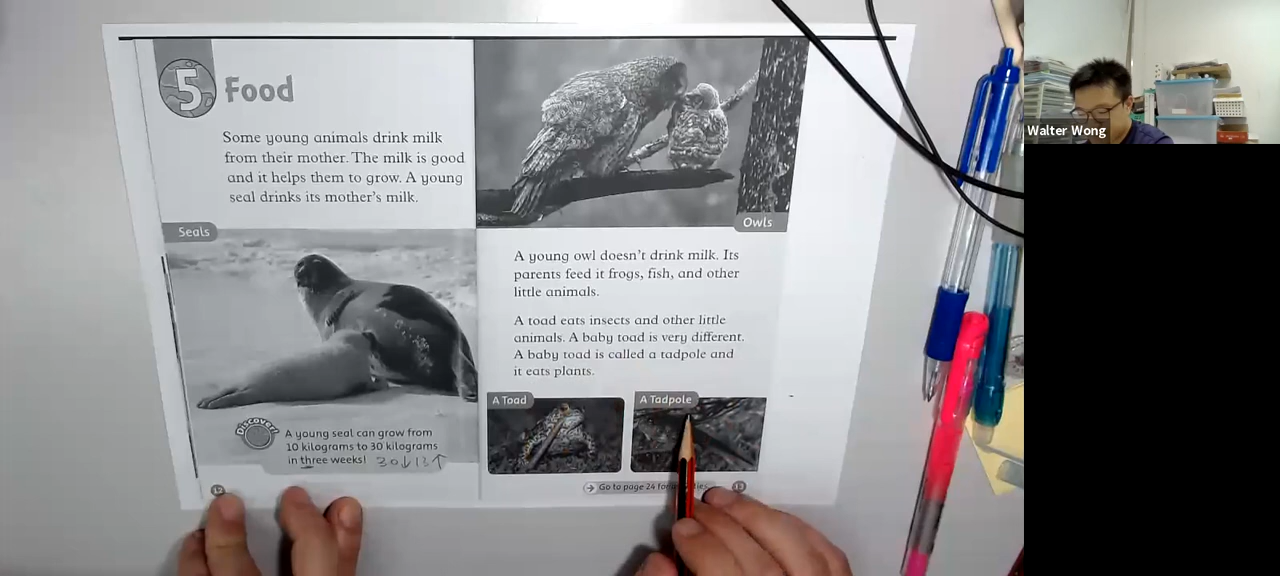 5
Food
Some young animals drink milk
from their mother. The milk is good
and it helps them to grow. A young
seal drinks its mother's milk.
Seals
Discover!
A young seal can grow from
10 kilograms to 30 kilograms
in three weeks!
12
Owls
A young owl doesn't drink milk. Its
parents feed it frogs, fish, and other
little animals.
A toad eats insects and other little
animals. A baby toad is very different.
A baby toad is called a tadpole and
it eats plants.
A Toad
A Tadpole
Go to page 24 for
13
Walter Wong